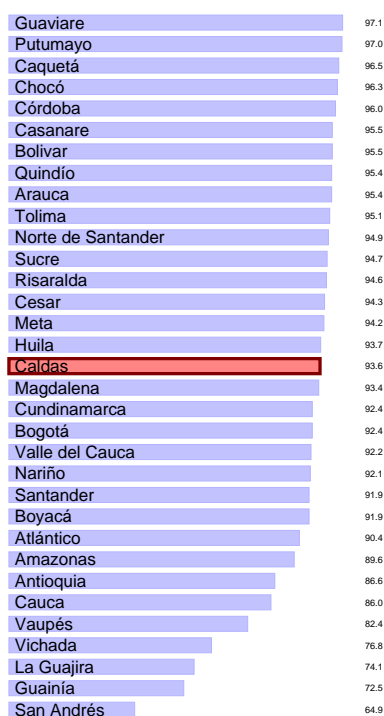 Guaviare 97.1
Putumayo 97.0
Caquetá 96.5
Chocó 96.3
Córdoba 96.0
Casanare 95.5
Bolivar 95.5
Quindío 95.4
Arauca 95.4
Tolima 95.1
Norte de Santander 94.9
Sucre 94.7
Risaralda 94.6
Cesar 94.3
Meta 94.2
Huila 93.7
Caldas 93.6
Magdalena 93.4
Cundinamarca 92.4
Bogotá 92.4
Valle del Cauca 92.2
Nariño 92.1
Santander 91.9
Boyacá 91.9
Atlántico 90.4
Amazonas 89.6
Antioquia 86.6
Cauca 86.0
Vaupés 82.4
Vichada 76.8
La Guajira 74.1
Guainía 72.5
San Andrés 64.9